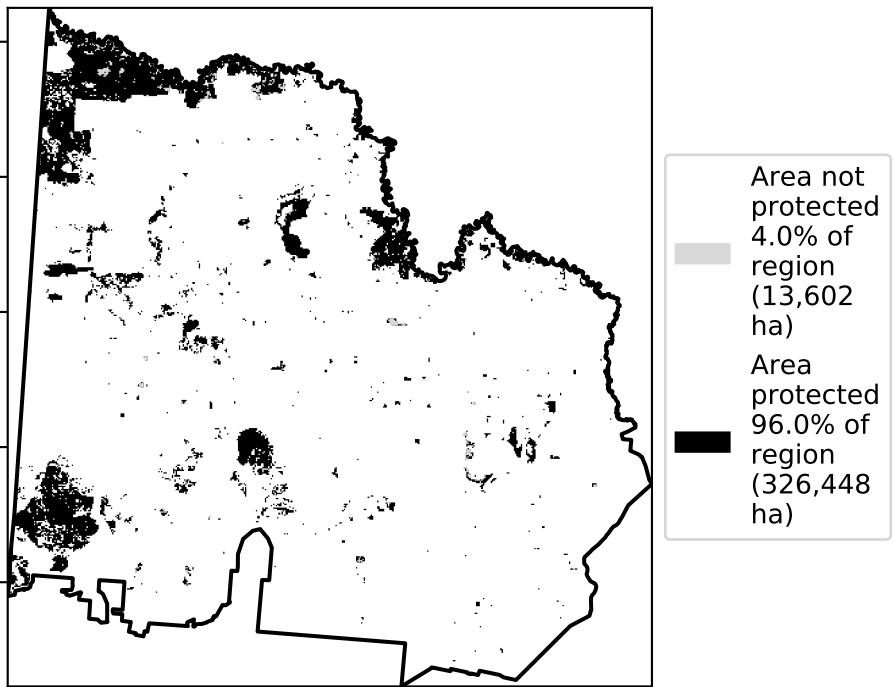 Area not
protected
4.0% of
region
(13,602
ha)
Area
protected
96.0% of
region
(326,448
ha)